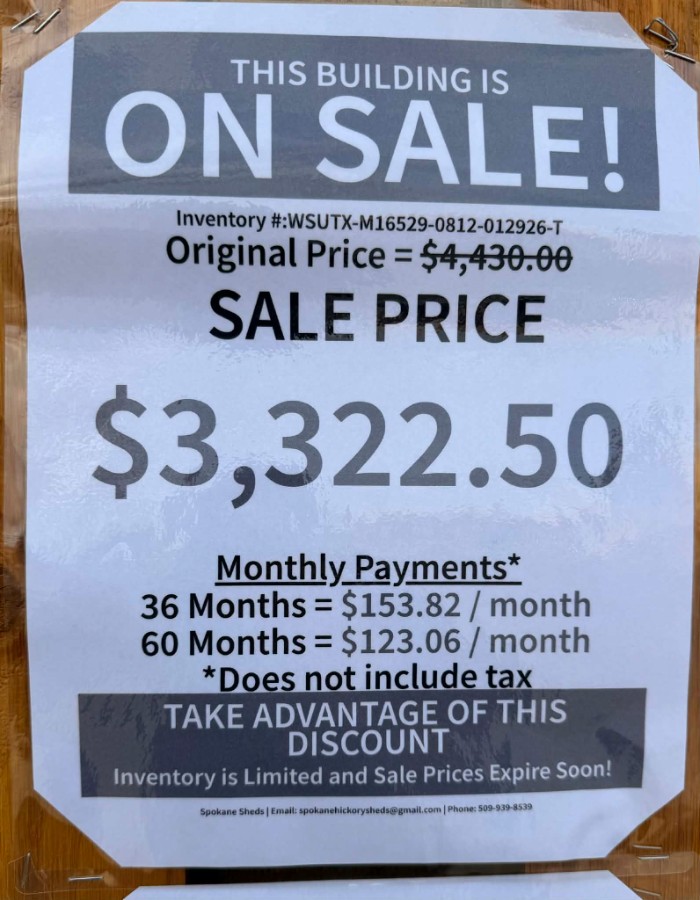 THIS BUILDING IS
ON SALE!
Inventory #:WSUTX-M16529-0812-012926-T
Original Price = $4,430.00
SALE PRICE
$3,322.50
Monthly Payments*
36 Months = $153.82 / month
60 Months = $123.06 / month
*Does not include tax
TAKE ADVANTAGE OF THIS
DISCOUNT
Inventory is Limited and Sale Prices Expire Soon!
Spokane Sheds | Email: spokanehickorysheds@gmail.com | Phone: 509-939-8539